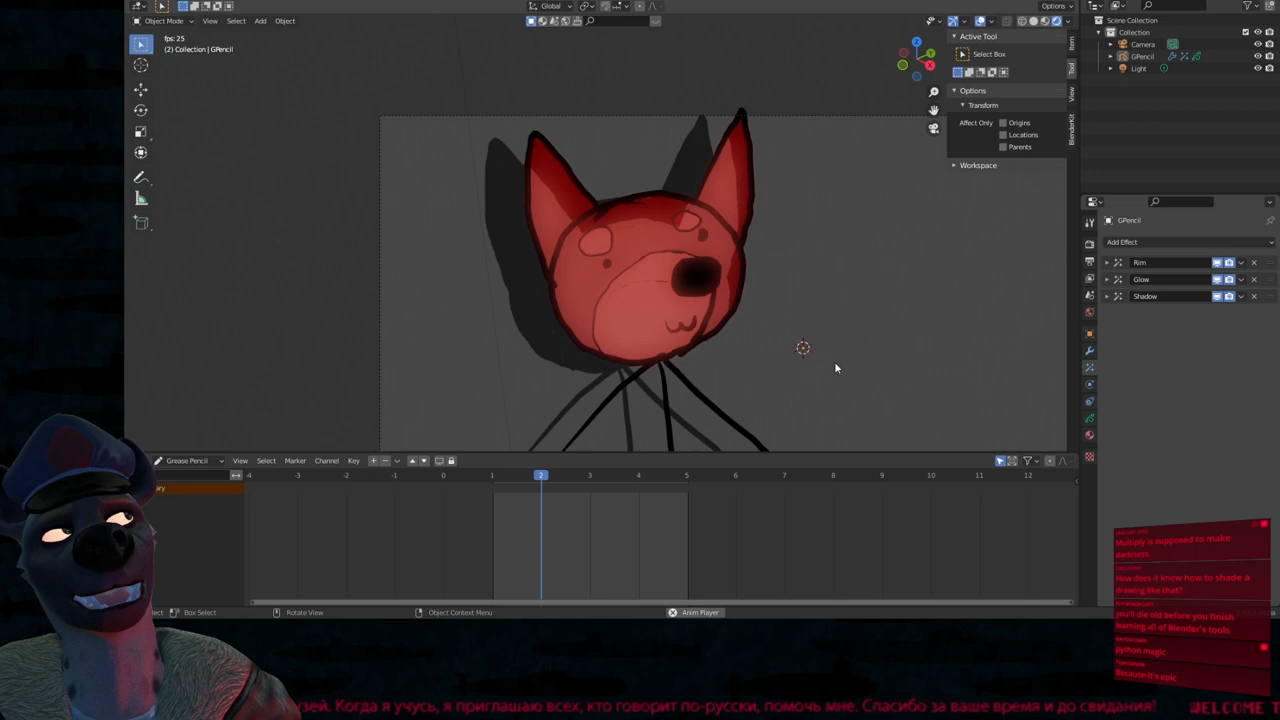 Global
Options
Object Mode
View
Select
Add
Object
fps: 25
(2) Collection | GPencil
Z
Y
X
Active Tool
Select Box
Options
Transform
Affect Only
Origins
Locations
Parents
Workspace
Item
Tool
View
BlenderKit
Scene Collection
Collection
Camera
GPencil
Light
GPencil
Add Effect
Rim
Glow
Shadow
Grease Pencil
View
Select
Marker
Channel
Key
-4 -1 0 1 2 3 4 5 6 7 8 9 10 11 12
Box Select
Rotate View
Object Context Menu
Anim Player
Multiply is supposed to make
darkness.
How does it knew how to shade a
drawing like that?
you'll die old before you finish
learning all of Blender's tools
python magic
Because it's epic
Когда я учусь, я приглашаю всех, кто говорит по-русски, помочь мне. Спасибо за ваше время и до свидания!
WELCOME